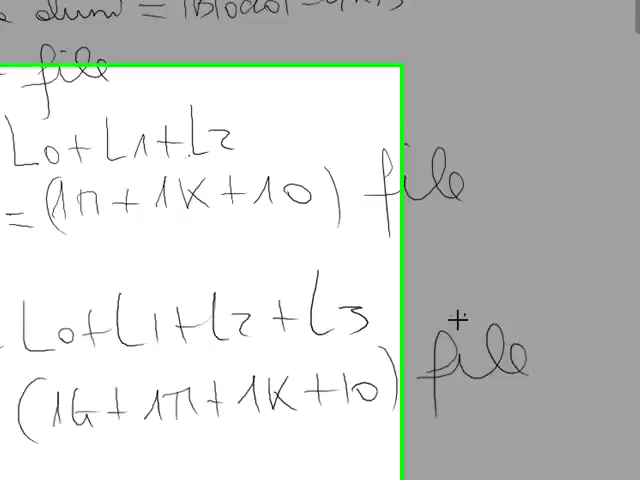 = 
file
L0+L1+L2
=(1M+1K+10) file
L0+L1+L2+L3
(1G+1M+1K+10) file